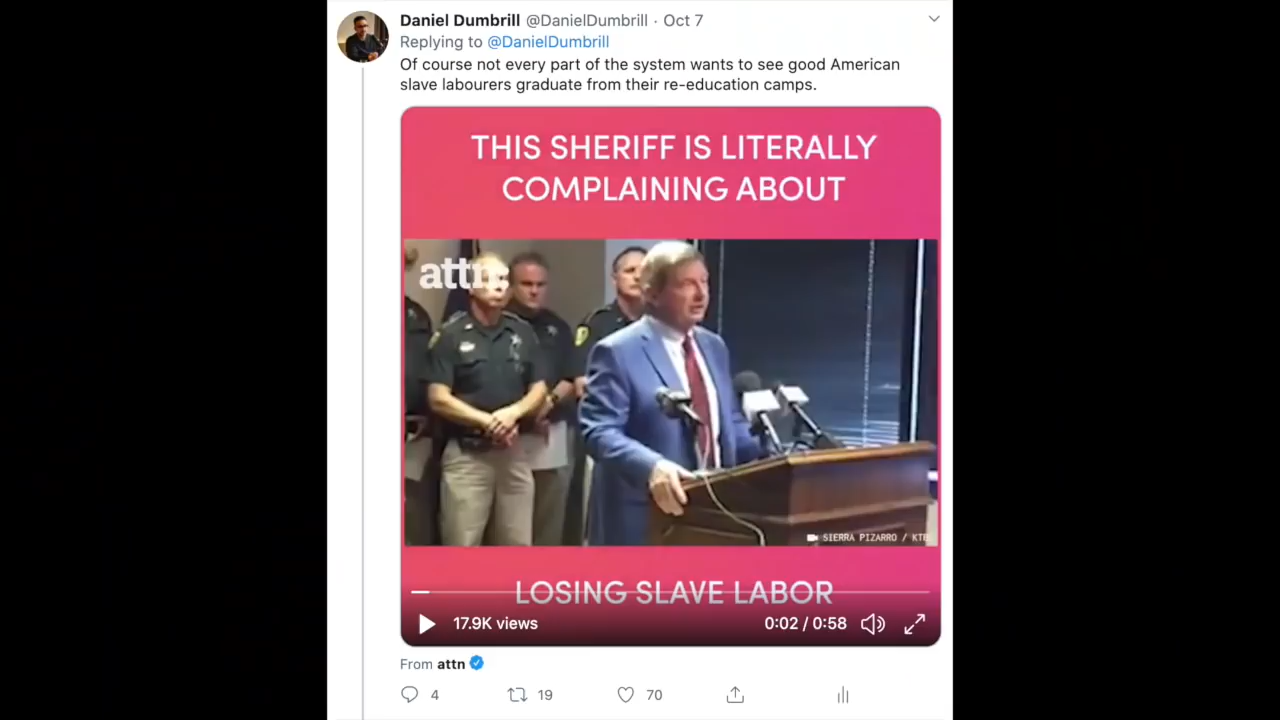 Daniel Dumbrill @DanielDumbrill · Oct 7
Replying to @DanielDumbrill
Of course not every part of the system wants to see good American
slave labourers graduate from their re-education camps.
THIS SHERIFF IS LITERALLY
COMPLAINING ABOUT
attn:
SIERRA PIZARRO /
LOSING SLAVE LABOR
17.9K views
0:02 / 0:58
From attn
4
19
70